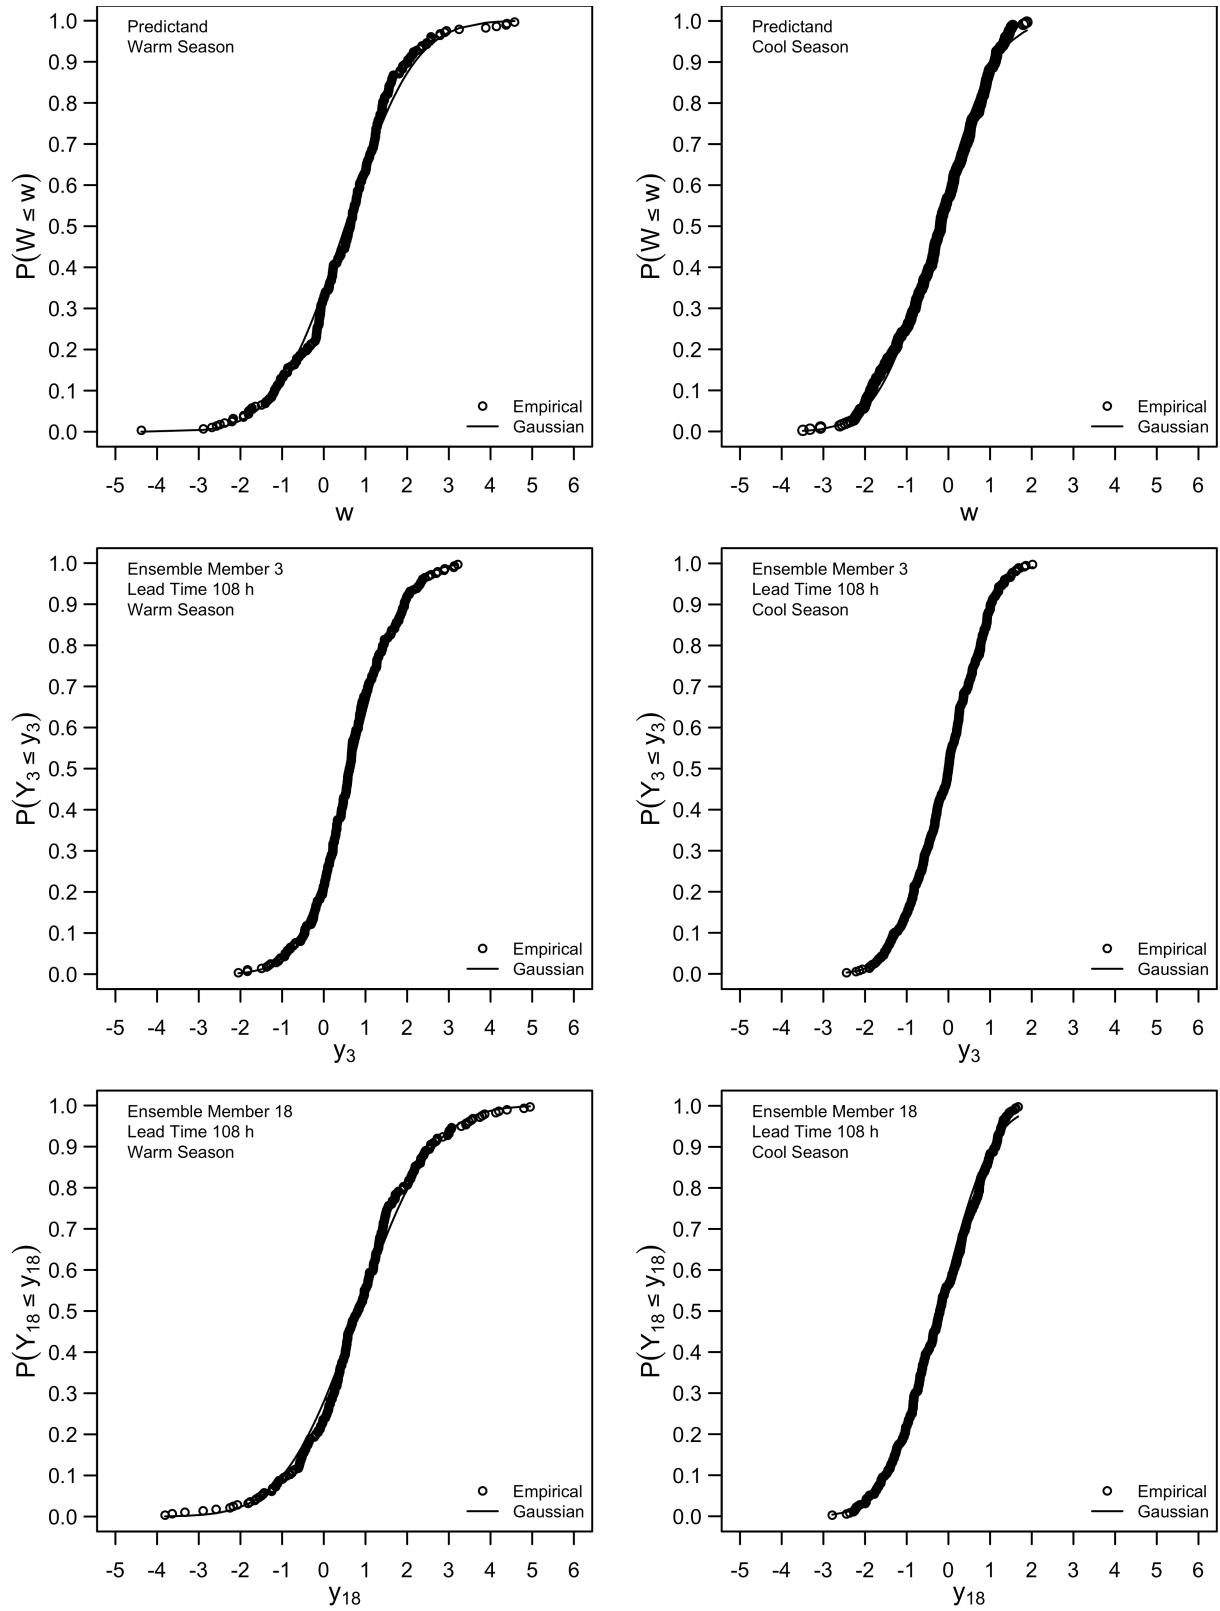 Predictand
Warm Season
1.0
0.9
0.8
0.7
0.6
0.5
0.4
0.3
0.2
0.1
0.0
P(W ≤ w)
Empirical
Gaussian
-5 -4 -3 -2 -1 0 1 2 3 4 5 6
w
Predictand
Cool Season
1.0
0.9
0.8
0.7
0.6
0.5
0.4
0.3
0.2
0.1
0.0
P(W ≤ w)
Empirical
Gaussian
-5 -4 -3 -2 -1 0 1 2 3 4 5 6
w
Ensemble Member 3
Lead Time 108 h
Warm Season
1.0
0.9
0.8
0.7
0.6
0.5
0.4
0.3
0.2
0.1
0.0
P(Y₃ ≤ y₃)
Empirical
Gaussian
-5 -4 -3 -2 -1 0 1 2 3 4 5 6
y₃
Ensemble Member 3
Lead Time 108 h
Cool Season
1.0
0.9
0.8
0.7
0.6
0.5
0.4
0.3
0.2
0.1
0.0
P(Y₃ ≤ y₃)
Empirical
Gaussian
-5 -4 -3 -2 -1 0 1 2 3 4 5 6
y₃
Ensemble Member 18
Lead Time 108 h
Warm Season
1.0
0.9
0.8
0.7
0.6
0.5
0.4
0.3
0.2
0.1
0.0
P(Y₁₈ ≤ y₁₈)
Empirical
Gaussian
-5 -4 -3 -2 -1 0 1 2 3 4 5 6
y₁₈
Ensemble Member 18
Lead Time 108 h
Cool Season
1.0
0.9
0.8
0.7
0.6
0.5
0.4
0.3
0.2
0.1
0.0
P(Y₁₈ ≤ y₁₈)
Empirical
Gaussian
-5 -4 -3 -2 -1 0 1 2 3 4 5 6
y₁₈